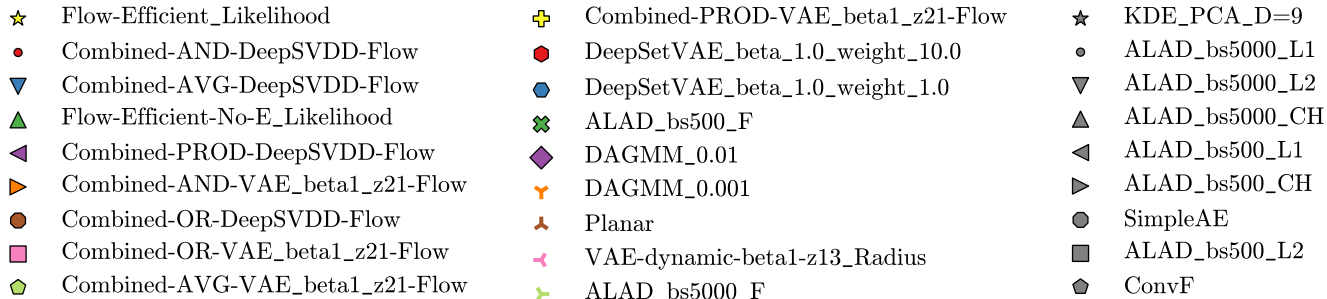 Flow-Efficient_Likelihood
Combined-AND-DeepSVDD-Flow
Combined-AVG-DeepSVDD-Flow
Flow-Efficient-No-E_Likelihood
Combined-PROD-DeepSVDD-Flow
Combined-AND-VAE_beta1_z21-Flow
Combined-OR-DeepSVDD-Flow
Combined-OR-VAE_beta1_z21-Flow
Combined-AVG-VAE_beta1_z21-Flow
Combined-PROD-VAE_beta1_z21-Flow
DeepSetVAE_beta_1.0_weight_10.0
DeepSetVAE_beta_1.0_weight_1.0
ALAD_bs500_F
DAGMM_0.01
DAGMM_0.001
Planar
VAE-dynamic-beta1-z13_Radius
ALAD_bs5000_F
KDE_PCA_D=9
ALAD_bs5000_L1
ALAD_bs5000_L2
ALAD_bs5000_CH
ALAD_bs500_L1
ALAD_bs500_CH
SimpleAE
ALAD_bs500_L2
ConvF